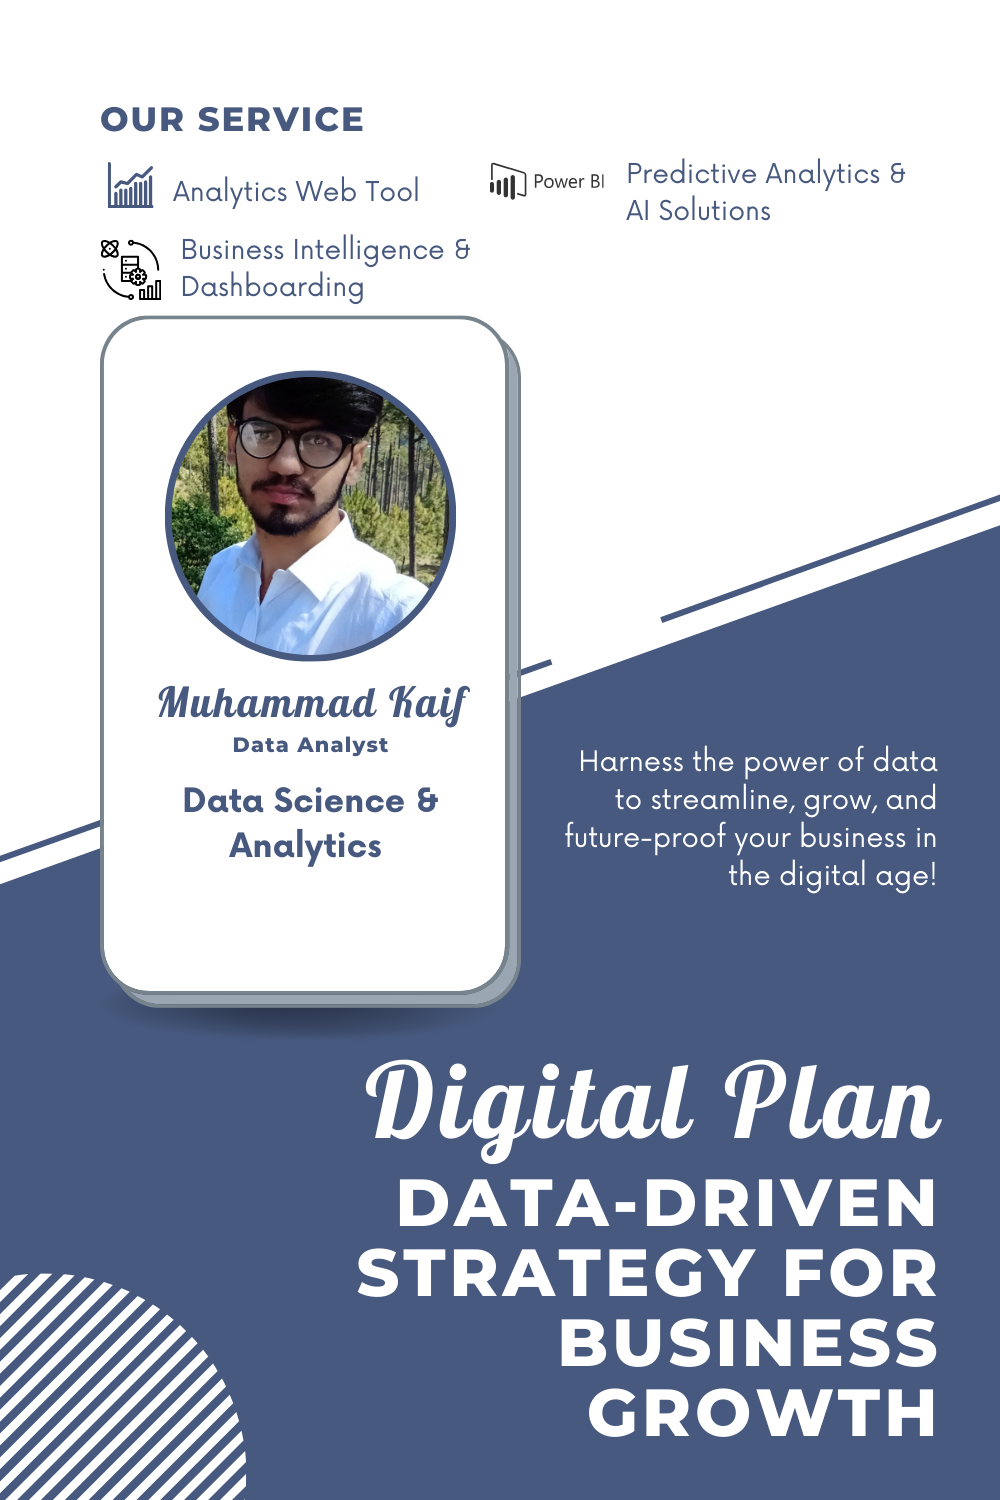 OUR SERVICE
Analytics Web Tool
Power BI
Predictive Analytics &
AI Solutions
Business Intelligence &
Dashboarding
Muhammad Kaif
Data Analyst
Data Science &
Analytics
Harness the power of data
to streamline, grow, and
future-proof your business in
the digital age!
Digital Plan
DATA-DRIVEN
STRATEGY FOR
BUSINESS
GROWTH